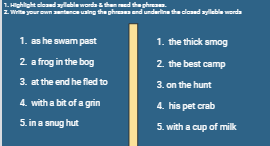 1. Highlight closed syllable words & then read the phrases.
2. Write your own sentence using the phrases and underline the closed syllable words
1. as he swam past
2. a frog in the bog
3. at the end he fled to
4. with a bit of a grin
5. in a snug hut
1. the thick smog
2. the best camp
3. on the hunt
4. his pet crab
5. with a cup of milk